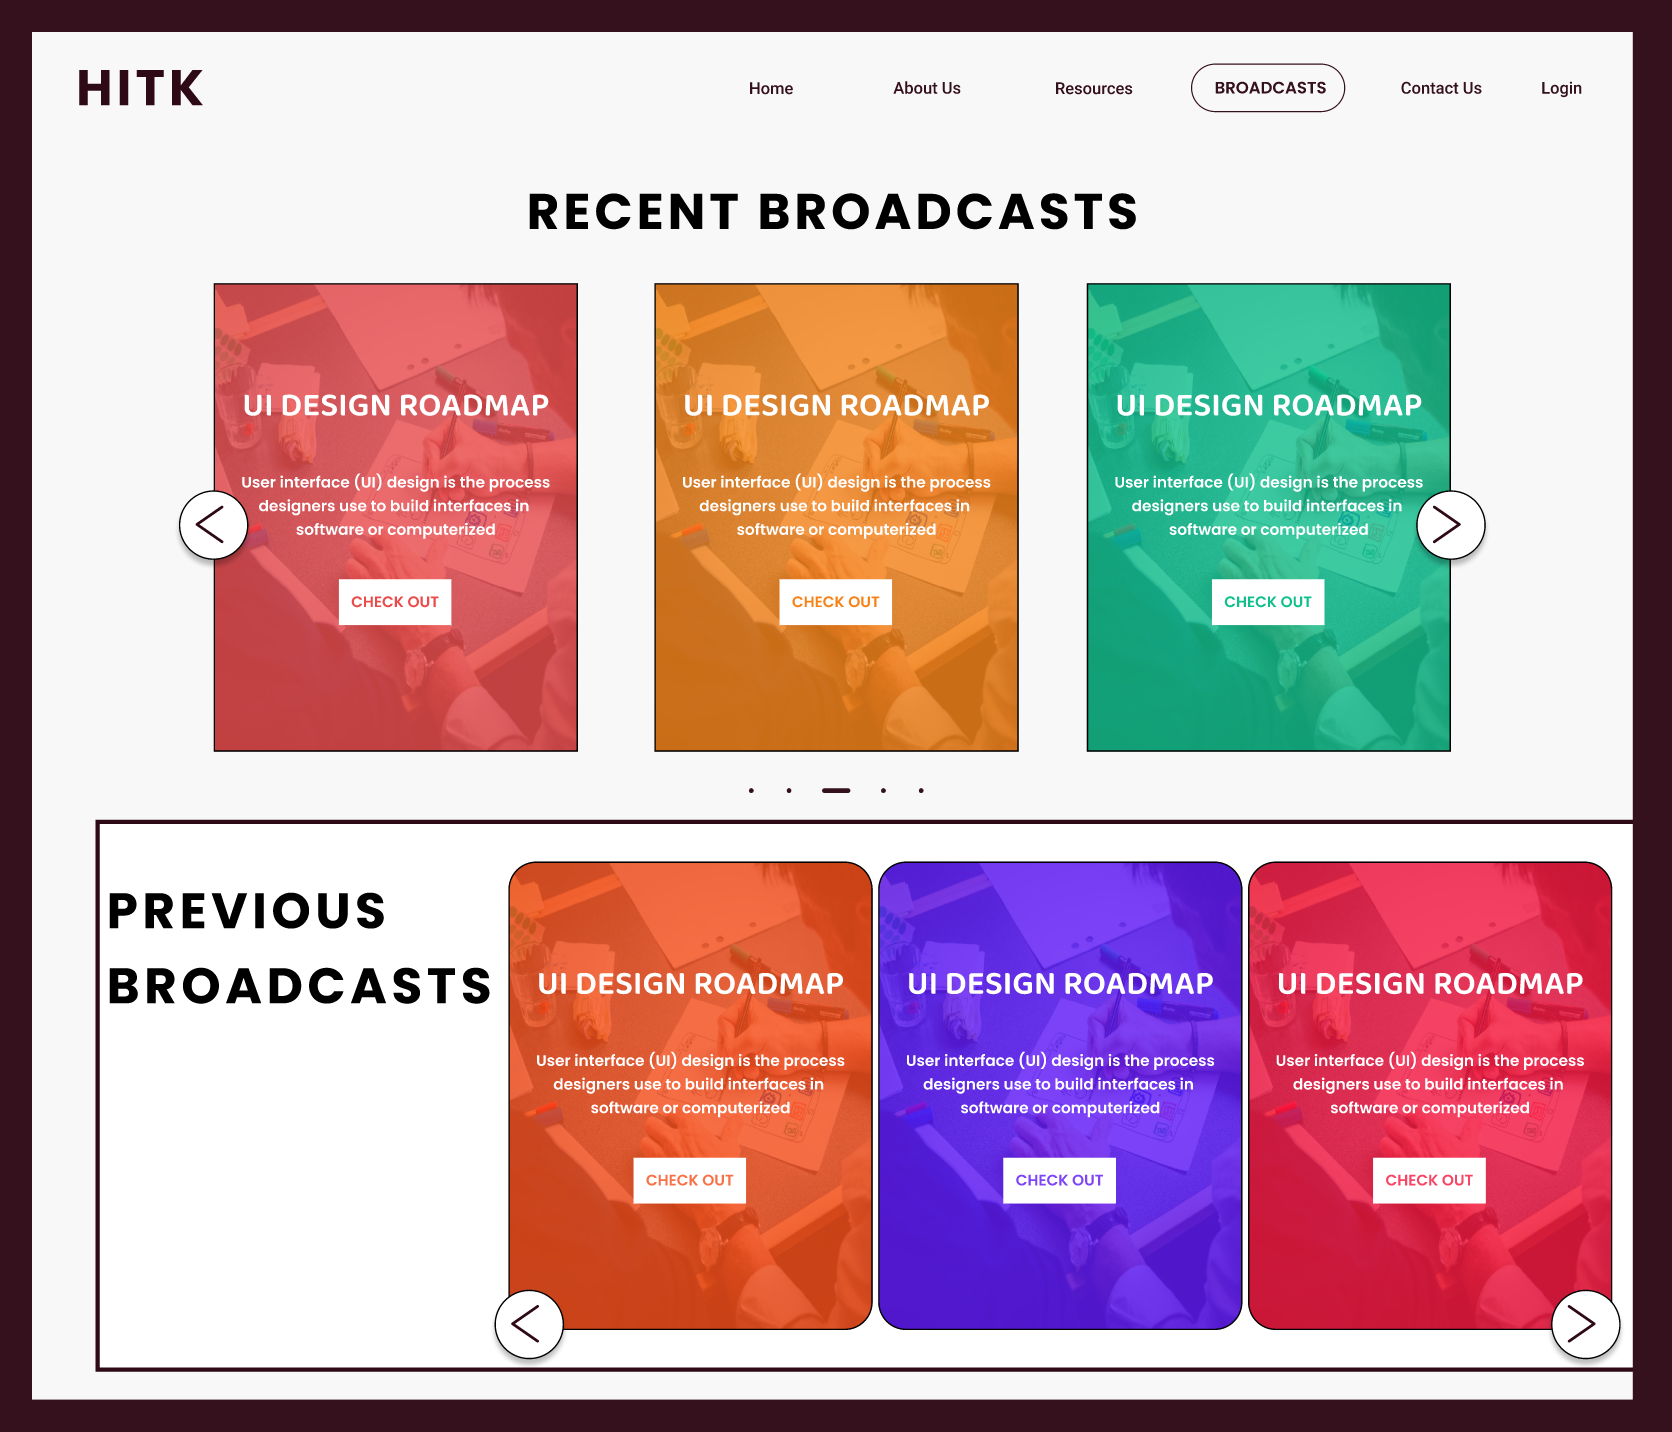 HITK
Home
About Us
Resources
BROADCASTS
Contact Us
Login
RECENT BROADCASTS
UI DESIGN ROADMAP
User interface (UI) design is the process
designers use to build interfaces in
software or computerized
CHECK OUT
UI DESIGN ROADMAP
User interface (UI) design is the process
designers use to build interfaces in
software or computerized
CHECK OUT
UI DESIGN ROADMAP
User interface (UI) design is the process
designers use to build interfaces in
software or computerized
CHECK OUT
PREVIOUS
BROADCASTS
UI DESIGN ROADMAP
User interface (UI) design is the process
designers use to build interfaces in
software or computerized
CHECK OUT
UI DESIGN ROADMAP
User interface (UI) design is the process
designers use to build interfaces in
software or computerized
CHECK OUT
UI DESIGN ROADMAP
User interface (UI) design is the process
designers use to build interfaces in
software or computerized
CHECK OUT